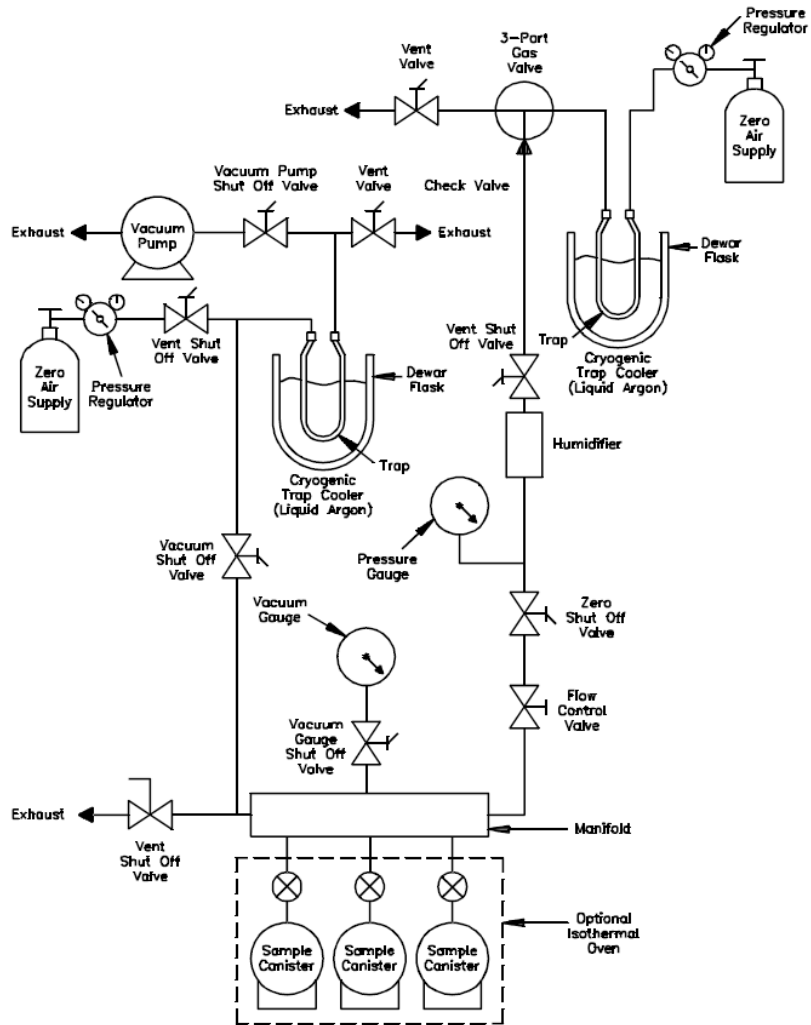 Pressure
Regulator
3-Port
Gas
Valve
Vent
Valve
Exhaust
Zero
Air
Supply
Vacuum Pump
Shut Off Valve
Vent
Valve
Check Valve
Exhaust
Vacuum
Pump
Exhaust
Dewar
Flask
Vent Shut
Off Valve
Trap
Cryogenic
Trap Cooler
(Liquid Argon)
Vent Shut
Off Valve
Zero
Air
Supply
Pressure
Regulator
Dewar
Flask
Trap
Cryogenic
Trap Cooler
(Liquid Argon)
Humidifier
Pressure
Gauge
Vacuum
Shut Off
Valve
Vacuum
Gauge
Zero
Shut Off
Valve
Flow
Control
Valve
Vacuum
Gauge
Shut Off
Valve
Exhaust
Vent
Shut Off
Valve
Manifold
Optional
Isothermal
Oven
Sample
Canister
Sample
Canister
Sample
Canister